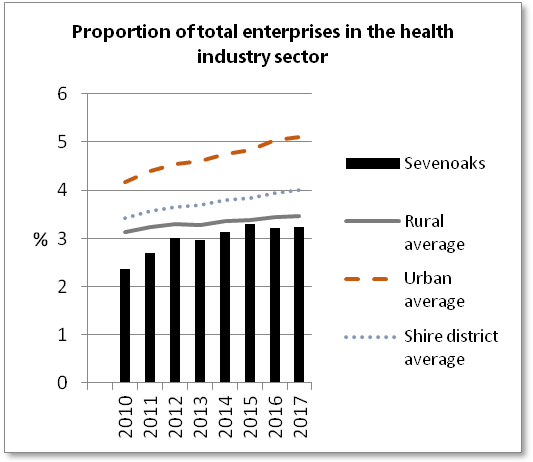 Proportion of total enterprises in the health
industry sector
6
5
4
3
2
1
0
%
2010
2011
2012
2013
2014
2015
2016
2017
Sevenoaks
Rural
average
Urban
average
Shire district
average